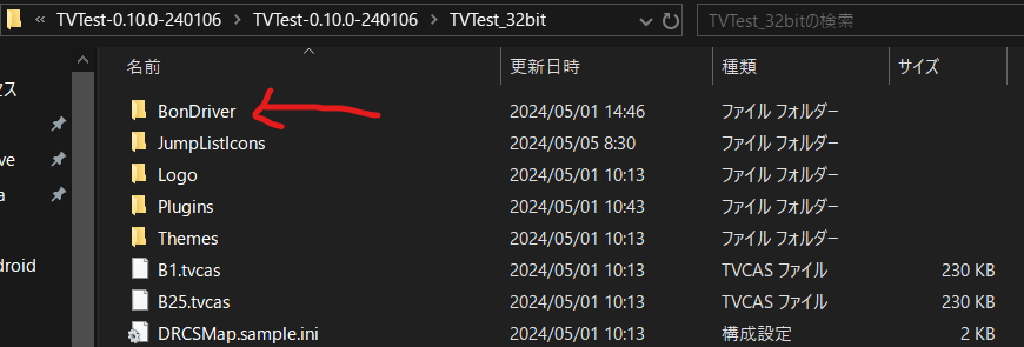 « TVTest-0.10.0-240106 > TVTest-0.10.0-240106 > TVTest_32bit TVTest_32bitの検索
名前 更新日時 種類 サイズ
セス
BonDriver 2024/05/01 14:46 ファイル フォルダー
JumpListIcons 2024/05/05 8:30 ファイル フォルダー
ve
Logo 2024/05/01 10:13 ファイル フォルダー
a
Plugins 2024/05/01 10:43 ファイル フォルダー
Themes 2024/05/01 10:13 ファイル フォルダー
droid
B1.tvcas 2024/05/01 10:13 TVCAS ファイル 230 KB
B25.tvcas 2024/05/01 10:13 TVCAS ファイル 230 KB
DRCSMap.sample.ini 2024/05/01 10:13 構成設定 2 KB